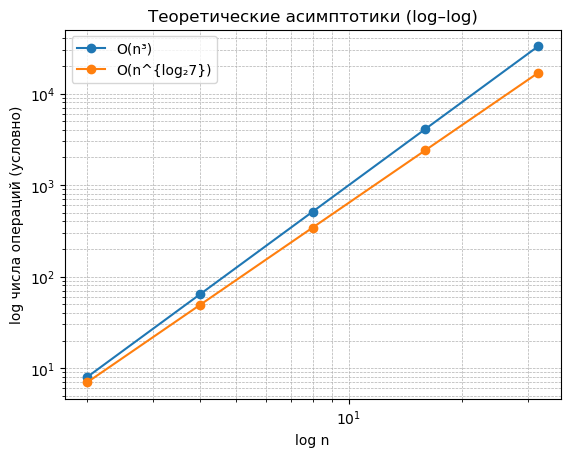 Теоретические асимптотики (log–log)
O(n³)
O(n^{log₂7})
log числа операций (условно)
10⁴
10³
10²
10¹
10¹
log n